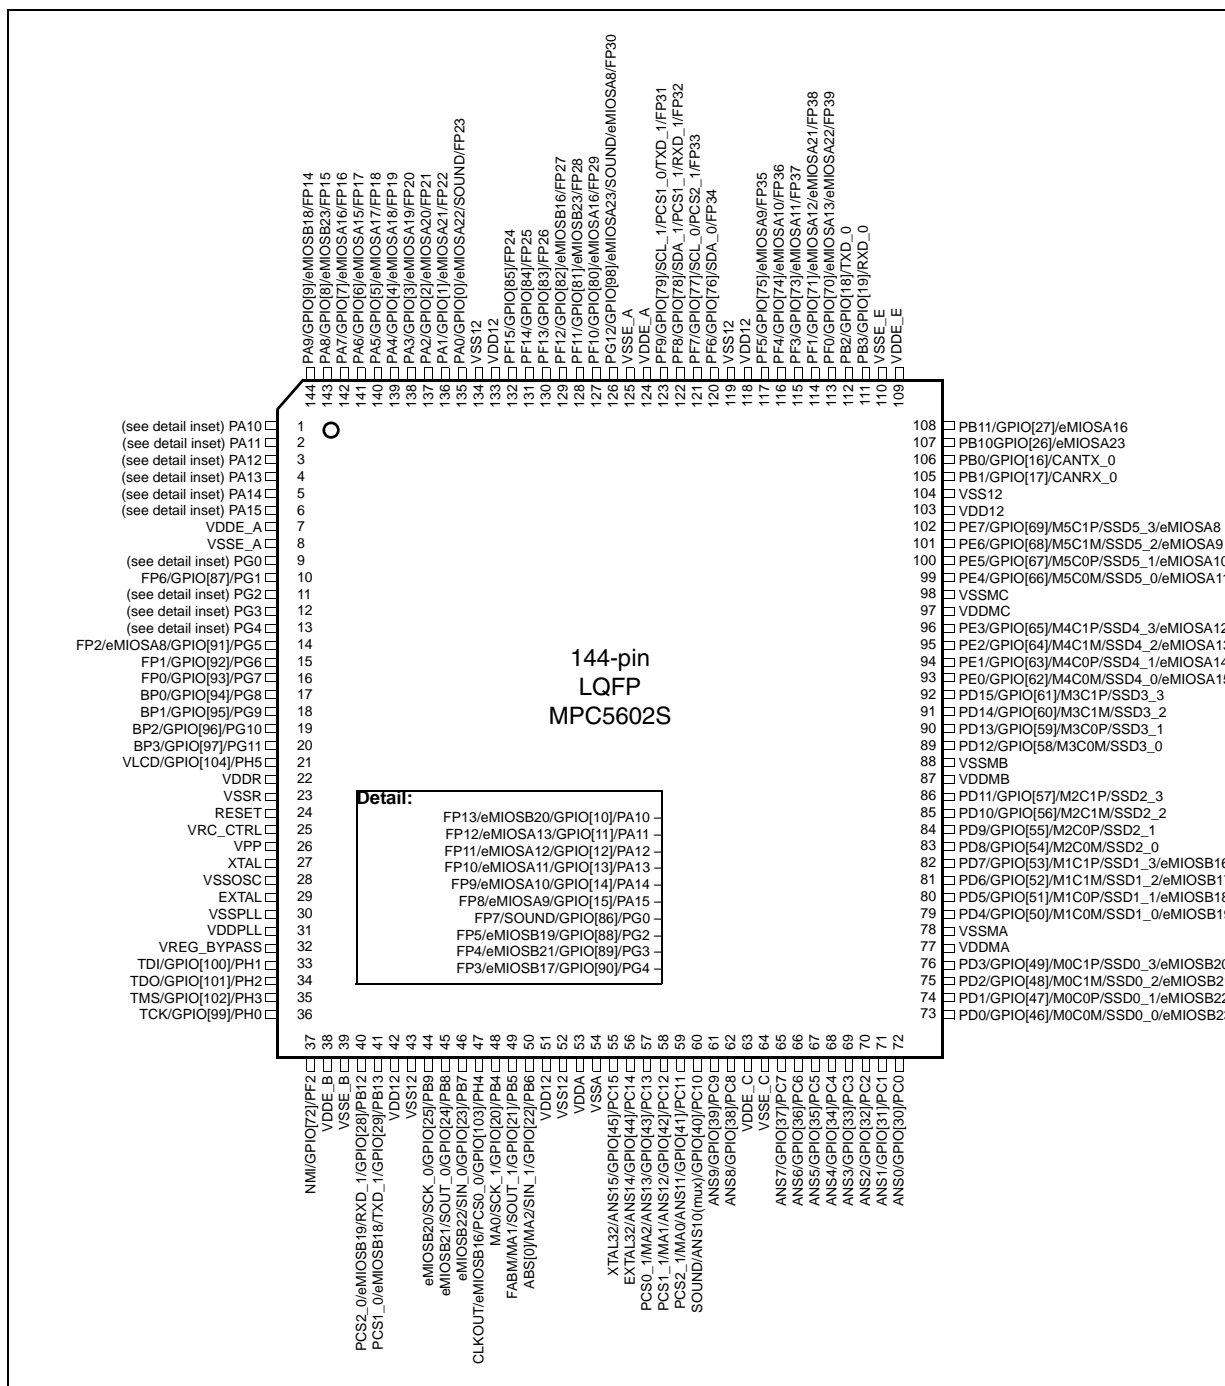 PA9/GPIO[9]/eMIOSB18/FP14
PA8/GPIO[8]/eMIOSB23/FP15
PA7/GPIO[7]/eMIOSA16/FP16
PA6/GPIO[6]/eMIOSA15/FP17
PA5/GPIO[5]/eMIOSA17/FP18
PA4/GPIO[4]/eMIOSA18/FP19
PA3/GPIO[3]/eMIOSA19/FP20
PA2/GPIO[2]/eMIOSA20/FP21
PA1/GPIO[1]/eMIOSA21/FP22
PA0/GPIO[0]/eMIOSA22/SOUND/FP23
VSS12
VDD12
PF15/GPIO[85]/FP24
PF14/GPIO[84]/FP25
PF13/GPIO[83]/FP26
PF12/GPIO[82]/eMIOSB16/FP27
PF11/GPIO[81]/eMIOSB23/FP28
PF10/GPIO[80]/eMIOSA16/FP29
PG12/GPIO[98]/eMIOSA23/SOUND/eMIOSA8/FP30
VSSE_A
VDDE_A
PF9/GPIO[79]/SCL_1/PCS1_0/TXD_1/FP31
PF8/GPIO[78]/SDA_1/PCS1_1/RXD_1/FP32
PF7/GPIO[77]/SCL_0/PCS2_1/FP33
PF6/GPIO[76]/SDA_0/FP34
VSS12
VDD12
PF5/GPIO[75]/eMIOSA9/FP35
PF4/GPIO[74]/eMIOSA10/FP36
PF3/GPIO[73]/eMIOSA11/FP37
PF1/GPIO[71]/eMIOSA12/eMIOSA21/FP38
PF0/GPIO[70]/eMIOSA13/eMIOSA22/FP39
PB2/GPIO[18]/TXD_0
PB3/GPIO[19]/RXD_0
VSSE_E
VDDE_E
144 143 142 141 140 139 138 137 136 135 134 133 132 131 130 129 128 127 126 125 124 123 122 121 120 119 118 117 116 115 114 113 112 111 110 109
(see detail inset) PA10 1
(see detail inset) PA11 2
(see detail inset) PA12 3
(see detail inset) PA13 4
(see detail inset) PA14 5
(see detail inset) PA15 6
VDDE_A 7
VSSE_A 8
(see detail inset) PG0 9
FP6/GPIO[87]/PG1 10
(see detail inset) PG2 11
(see detail inset) PG3 12
(see detail inset) PG4 13
FP2/eMIOSA8/GPIO[91]/PG5 14
FP1/GPIO[92]/PG6 15
FP0/GPIO[93]/PG7 16
BP0/GPIO[94]/PG8 17
BP1/GPIO[95]/PG9 18
BP2/GPIO[96]/PG10 19
BP3/GPIO[97]/PG11 20
VLCD/GPIO[104]/PH5 21
VDDR 22
VSSR 23
RESET 24
VRC_CTRL 25
VPP 26
XTAL 27
VSSOSC 28
EXTAL 29
VSSPLL 30
VDDPLL 31
VREG_BYPASS 32
TDI/GPIO[100]/PH1 33
TDO/GPIO[101]/PH2 34
TMS/GPIO[102]/PH3 35
TCK/GPIO[99]/PH0 36
144-pin
LQFP
MPC5602S
Detail:
FP13/eMIOSB20/GPIO[10]/PA10
FP12/eMIOSA13/GPIO[11]/PA11
FP11/eMIOSA12/GPIO[12]/PA12
FP10/eMIOSA11/GPIO[13]/PA13
FP9/eMIOSA10/GPIO[14]/PA14
FP8/eMIOSA9/GPIO[15]/PA15
FP7/SOUND/GPIO[86]/PG0
FP5/eMIOSB19/GPIO[88]/PG2
FP4/eMIOSB21/GPIO[89]/PG3
FP3/eMIOSB17/GPIO[90]/PG4
108 PB11/GPIO[27]/eMIOSA16
107 PB10GPIO[26]/eMIOSA23
106 PB0/GPIO[16]/CANTX_0
105 PB1/GPIO[17]/CANRX_0
104 VSS12
103 VDD12
102 PE7/GPIO[69]/M5C1P/SSD5_3/eMIOSA8
101 PE6/GPIO[68]/M5C1M/SSD5_2/eMIOSA9
100 PE5/GPIO[67]/M5C0P/SSD5_1/eMIOSA10
99 PE4/GPIO[66]/M5C0M/SSD5_0/eMIOSA11
98 VSSMC
97 VDDMC
96 PE3/GPIO[65]/M4C1P/SSD4_3/eMIOSA12
95 PE2/GPIO[64]/M4C1M/SSD4_2/eMIOSA13
94 PE1/GPIO[63]/M4C0P/SSD4_1/eMIOSA14
93 PE0/GPIO[62]/M4C0M/SSD4_0/eMIOSA15
92 PD15/GPIO[61]/M3C1P/SSD3_3
91 PD14/GPIO[60]/M3C1M/SSD3_2
90 PD13/GPIO[59]/M3C0P/SSD3_1
89 PD12/GPIO[58/M3C0M/SSD3_0
88 VSSMB
87 VDDMB
86 PD11/GPIO[57]/M2C1P/SSD2_3
85 PD10/GPIO[56]/M2C1M/SSD2_2
84 PD9/GPIO[55]/M2C0P/SSD2_1
83 PD8/GPIO[54]/M2C0M/SSD2_0
82 PD7/GPIO[53]/M1C1P/SSD1_3/eMIOSB16
81 PD6/GPIO[52]/M1C1M/SSD1_2/eMIOSB17
80 PD5/GPIO[51]/M1C0P/SSD1_1/eMIOSB18
79 PD4/GPIO[50]/M1C0M/SSD1_0/eMIOSB19
78 VSSMA
77 VDDMA
76 PD3/GPIO[49]/M0C1P/SSD0_3/eMIOSB20
75 PD2/GPIO[48]/M0C1M/SSD0_2/eMIOSB21
74 PD1/GPIO[47]/M0C0P/SSD0_1/eMIOSB22
73 PD0/GPIO[46]/M0C0M/SSD0_0/eMIOSB23
37 38 39 40 41 42 43 44 45 46 47 48 49 50 51 52 53 54 55 56 57 58 59 60 61 62 63 64 65 66 67 68 69 70 71 72
NMI/GPIO[72]/PF2
VDDE_B
VSSE_B
PCS2_0/eMIOSB19/RXD_1/GPIO[28]/PB12
PCS1_0/eMIOSB18/TXD_1/GPIO[29]/PB13
VDD12
VSS12
eMIOSB20/SCK_0/GPIO[25]/PB9
eMIOSB21/SOUT_0/GPIO[24]/PB8
eMIOSB22/SIN_0/GPIO[23]/PB7
CLKOUT/eMIOSB16/PCS0_0/GPIO[103]/PH4
MA0/SCK_1/GPIO[20]/PB4
FABM/MA1/SOUT_1/GPIO[21]/PB5
ABS[0]/MA2/SIN_1/GPIO[22]/PB6
VDD12
VSS12
VDDA
VSSA
XTAL32/ANS15/GPIO[45]/PC15
EXTAL32/ANS14/GPIO[44]/PC14
PCS0_1/MA2/ANS13/GPIO[43]/PC13
PCS1_1/MA1/ANS12/GPIO[42]/PC12
PCS2_1/MA0/ANS11/GPIO[41]/PC11
SOUND/ANS10(mux)/GPIO[40]/PC10
ANS9/GPIO[39]/PC9
ANS8/GPIO[38]/PC8
VDDE_C
VSSE_C
ANS7/GPIO[37]/PC7
ANS6/GPIO[36]/PC6
ANS5/GPIO[35]/PC5
ANS4/GPIO[34]/PC4
ANS3/GPIO[33]/PC3
ANS2/GPIO[32]/PC2
ANS1/GPIO[31]/PC1
ANS0/GPIO[30]/PC0